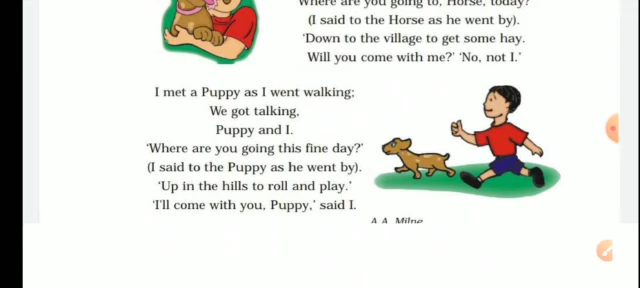 Where are you going to, Horse, today?
(I said to the Horse as he went by).
'Down to the village to get some hay.
Will you come with me?' 'No, not I.'
I met a Puppy as I went walking;
We got talking,
Puppy and I.
'Where are you going this fine day?'
(I said to the Puppy as he went by).
'Up in the hills to roll and play.'
'I'll come with you, Puppy,' said I.
A.A. Milne